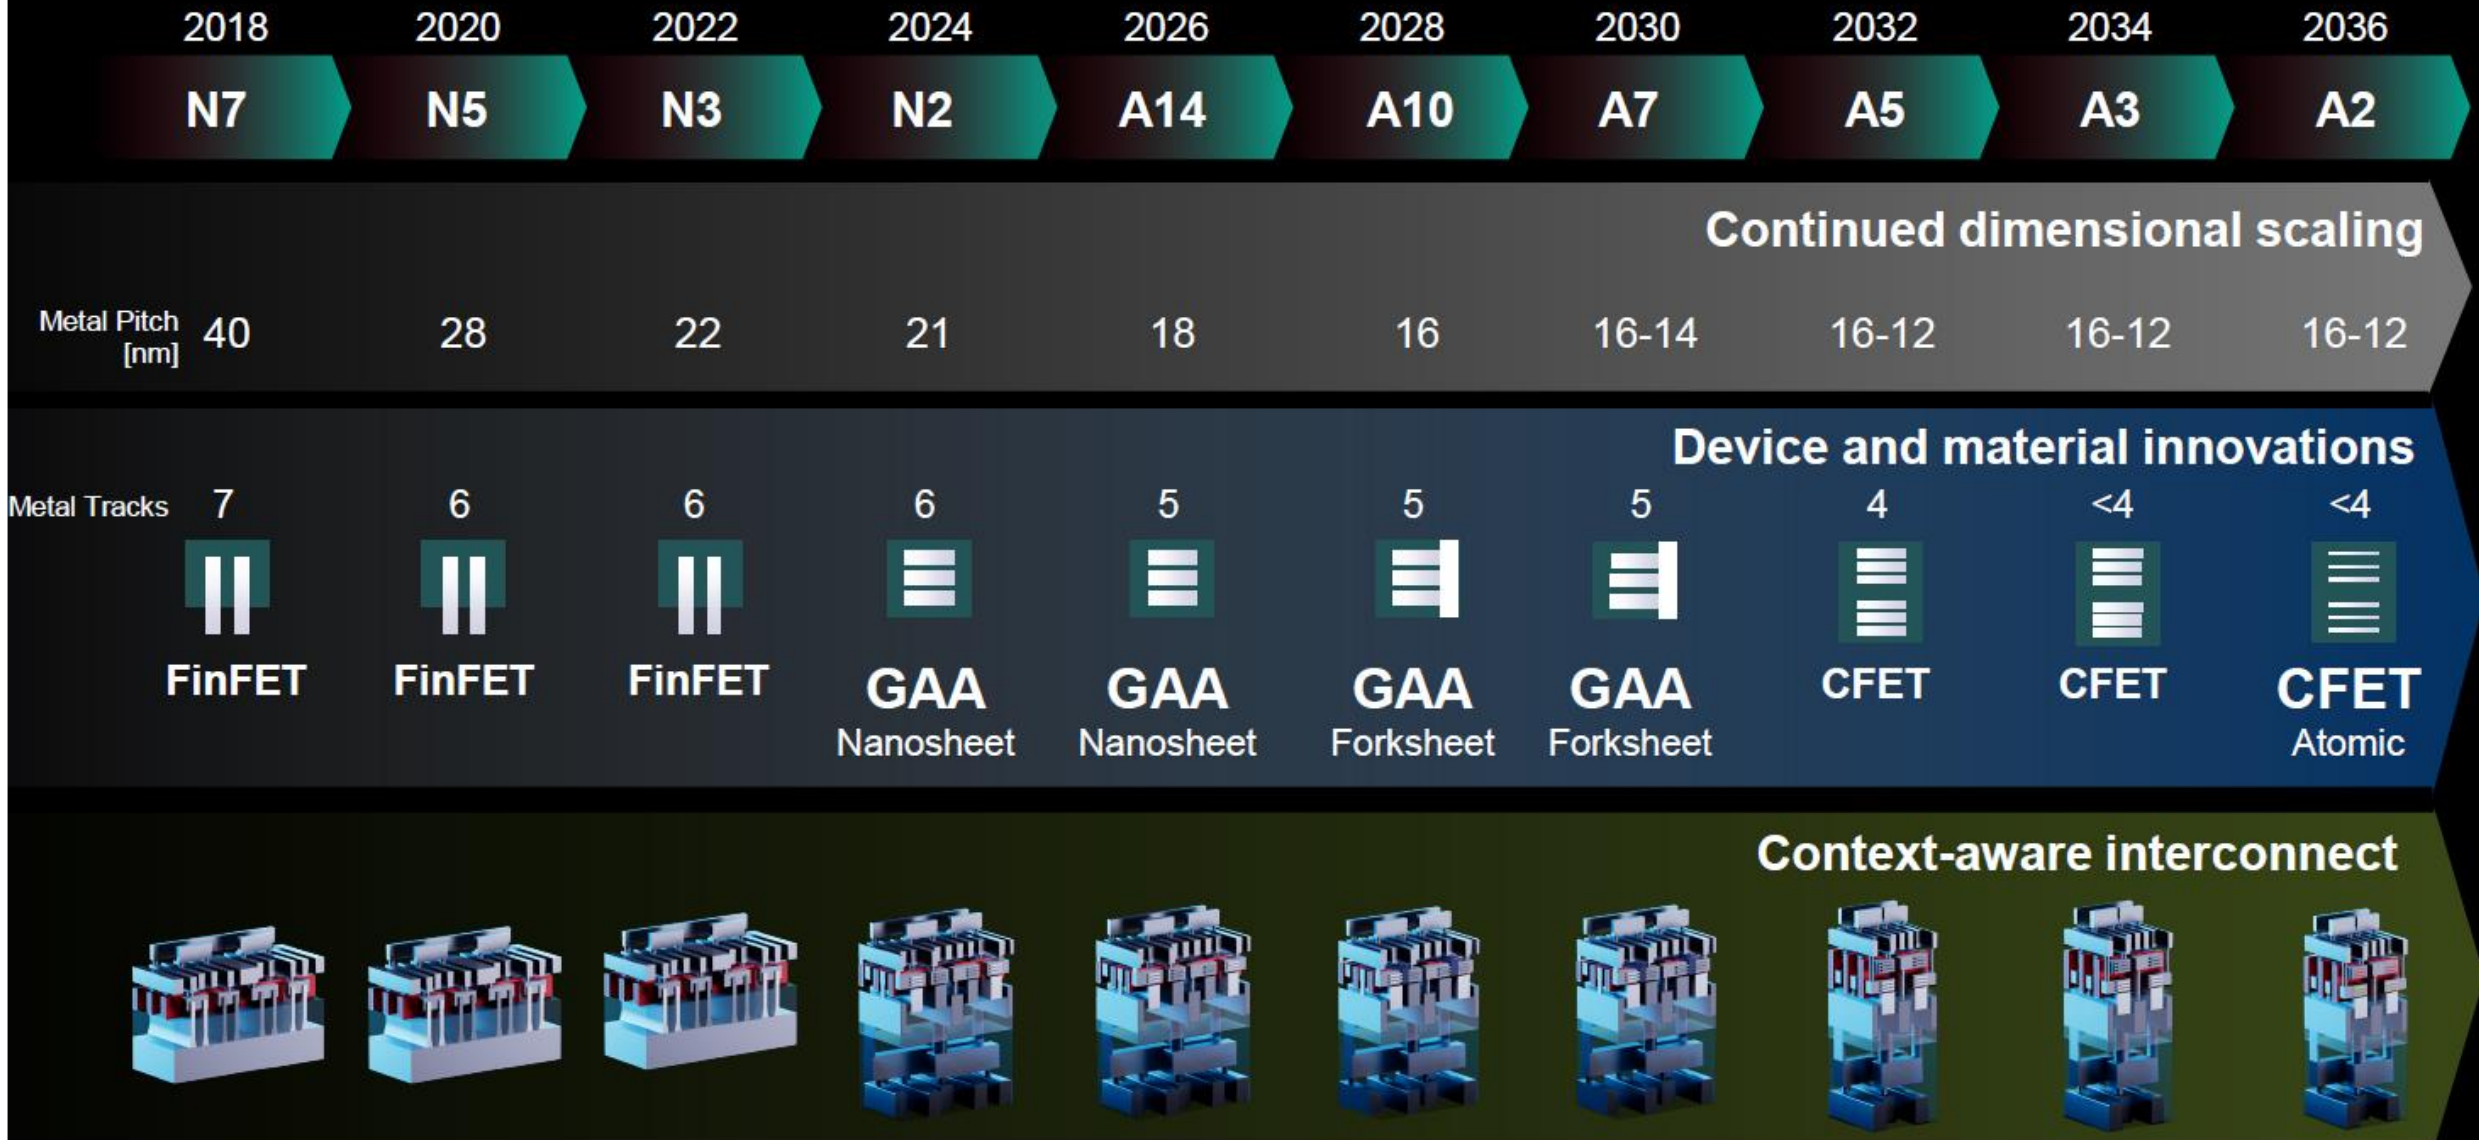 2018 2020 2022 2024 2026 2028 2030 2032 2034 2036
N7 N5 N3 N2 A14 A10 A7 A5 A3 A2
Continued dimensional scaling
Metal Pitch
[nm]
40 28 22 21 18 16 16-14 16-12 16-12 16-12
Device and material innovations
Metal Tracks 7 6 6 6 5 5 5 4 <4 <4
FinFET FinFET FinFET GAA GAA GAA GAA CFET CFET CFET
Nanosheet Nanosheet Forksheet Forksheet Atomic
Context-aware interconnect